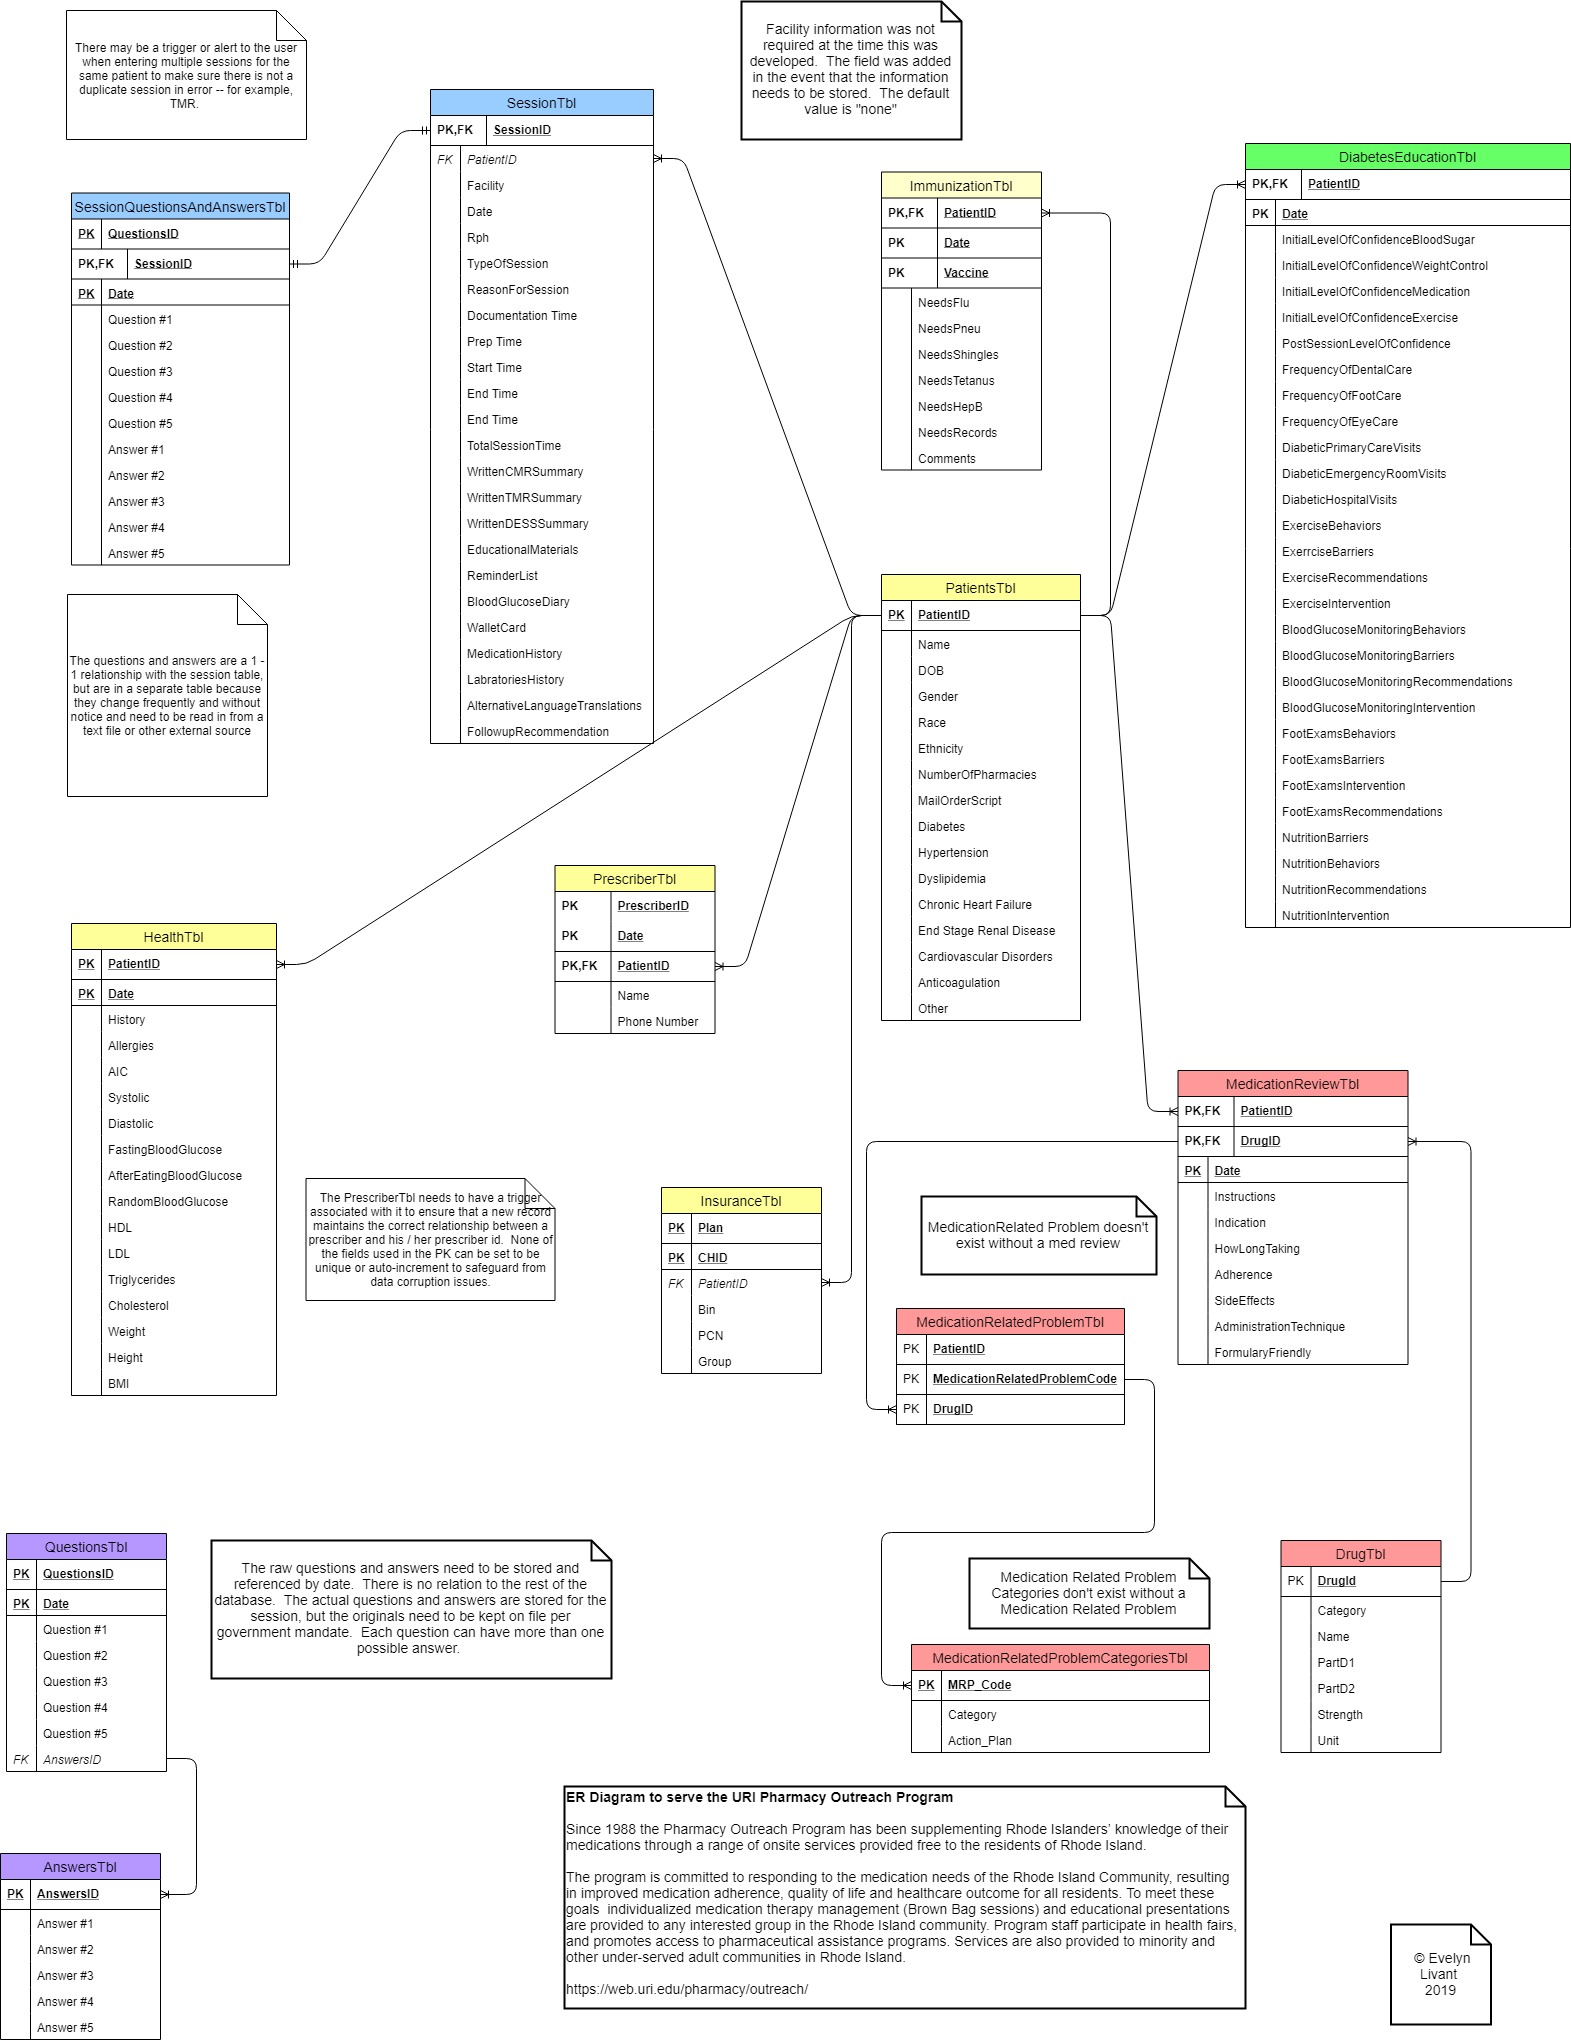 There may be a trigger or alert to the user
when entering multiple sessions for the
same patient to make sure there is not a
duplicate session in error -- for example,
TMR.
Facility information was not
required at the time this was
developed.  The field was added
in the event that the information
needs to be stored.  The default
value is "none"
SessionTbl
PK,FK SessionID
FK PatientID
Facility
Date
Rph
TypeOfSession
ReasonForSession
Documentation Time
Prep Time
Start Time
End Time
End Time
TotalSessionTime
WrittenCMRSummary
WrittenTMRSummary
WrittenDESSSummary
EducationalMaterials
ReminderList
BloodGlucoseDiary
WalletCard
MedicationHistory
LabratoriesHistory
AlternativeLanguageTranslations
FollowupRecommendation
SessionQuestionsAndAnswersTbl
PK QuestionsID
PK,FK SessionID
PK Date
Question #1
Question #2
Question #3
Question #4
Question #5
Answer #1
Answer #2
Answer #3
Answer #4
Answer #5
ImmunizationTbl
PK,FK PatientID
PK Date
PK Vaccine
NeedsFlu
NeedsPneu
NeedsShingles
NeedsTetanus
NeedsHepB
NeedsRecords
Comments
DiabetesEducationTbl
PK,FK PatientID
PK Date
InitialLevelOfConfidenceBloodSugar
InitialLevelOfConfidenceWeightControl
InitialLevelOfConfidenceMedication
InitialLevelOfConfidenceExercise
PostSessionLevelOfConfidence
FrequencyOfDentalCare
FrequencyOfFootCare
FrequencyOfEyeCare
DiabeticPrimaryCareVisits
DiabeticEmergencyRoomVisits
DiabeticHospitalVisits
ExerciseBehaviors
ExerrciseBarriers
ExerciseRecommendations
ExerciseIntervention
BloodGlucoseMonitoringBehaviors
BloodGlucoseMonitoringBarriers
BloodGlucoseMonitoringRecommendations
BloodGlucoseMonitoringIntervention
FootExamsBehaviors
FootExamsBarriers
FootExamsIntervention
FootExamsRecommendations
NutritionBarriers
NutritionBehaviors
NutritionRecommendations
NutritionIntervention
The questions and answers are a 1 -
1 relationship with the session table,
but are in a separate table because
they change frequently and without
notice and need to be read in from a
text file or other external source
PatientsTbl
PK PatientID
Name
DOB
Gender
Race
Ethnicity
NumberOfPharmacies
MailOrderScript
Diabetes
Hypertension
Dyslipidemia
Chronic Heart Failure
End Stage Renal Disease
Cardiovascular Disorders
Anticoagulation
Other
PrescriberTbl
PK PrescriberID
PK Date
PK,FK PatientID
Name
Phone Number
HealthTbl
PK PatientID
PK Date
History
Allergies
AIC
Systolic
Diastolic
FastingBloodGlucose
AfterEatingBloodGlucose
RandomBloodGlucose
HDL
LDL
Triglycerides
Cholesterol
Weight
Height
BMI
The PrescriberTbl needs to have a trigger
associated with it to ensure that a new record
maintains the correct relationship between a
prescriber and his / her prescriber id.  None of
the fields used in the PK can be set to be
unique or auto-increment to safeguard from
data corruption issues.
InsuranceTbl
PK Plan
PK CHID
FK PatientID
Bin
PCN
Group
MedicationReviewTbl
PK,FK PatientID
PK,FK DrugID
PK Date
Instructions
Indication
HowLongTaking
Adherence
SideEffects
AdministrationTechnique
FormularyFriendly
MedicationRelated Problem doesn't
exist without a med review
MedicationRelatedProblemTbl
PK PatientID
PK MedicationRelatedProblemCode
PK DrugID
QuestionsTbl
PK QuestionsID
PK Date
Question #1
Question #2
Question #3
Question #4
Question #5
FK AnswersID
The raw questions and answers need to be stored and
referenced by date.  There is no relation to the rest of the
database.  The actual questions and answers are stored for the
session, but the originals need to be kept on file per
government mandate.  Each question can have more than one
possible answer.
Medication Related Problem
Categories don't exist without a
Medication Related Problem
MedicationRelatedProblemCategoriesTbl
PK MRP_Code
Category
Action_Plan
DrugTbl
PK DrugId
Category
Name
PartD1
PartD2
Strength
Unit
AnswersTbl
PK AnswersID
Answer #1
Answer #2
Answer #3
Answer #4
Answer #5
ER Diagram to serve the URI Pharmacy Outreach Program
Since 1988 the Pharmacy Outreach Program has been supplementing Rhode Islanders' knowledge of their
medications through a range of onsite services provided free to the residents of Rhode Island.
The program is committed to responding to the medication needs of the Rhode Island Community, resulting
in improved medication adherence, quality of life and healthcare outcome for all residents. To meet these
goals  individualized medication therapy management (Brown Bag sessions) and educational presentations
are provided to any interested group in the Rhode Island community. Program staff participate in health fairs,
and promotes access to pharmaceutical assistance programs. Services are also provided to minority and
other under-served adult communities in Rhode Island.
https://web.uri.edu/pharmacy/outreach/
© Evelyn
Livant
2019